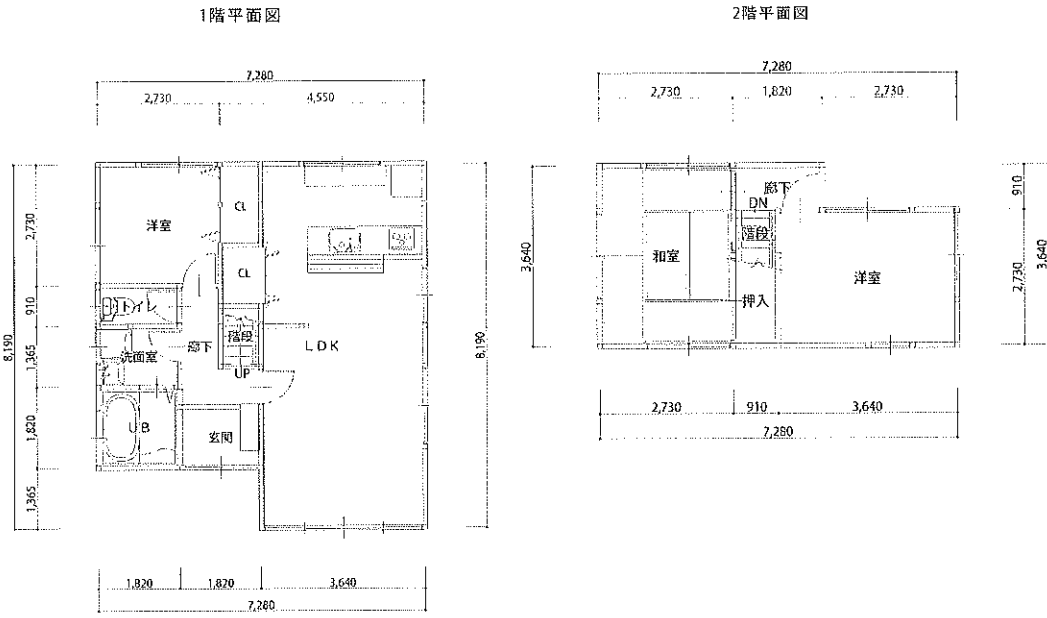 1階平面図
7,280
2,730
4,550
8,190
2,730
910
1,365
1,820
1,365
洋室
CL
CL
トイレ
洗面室
廊下
階段
UP
LDK
UB
玄関
8,190
1,820
1,820
3,640
7,280
2階平面図
7,280
2,730
1,820
2,730
3,640
廊下
DN
階段
和室
洋室
押入
910
2,730
3,640
2,730
910
3,640
7,280